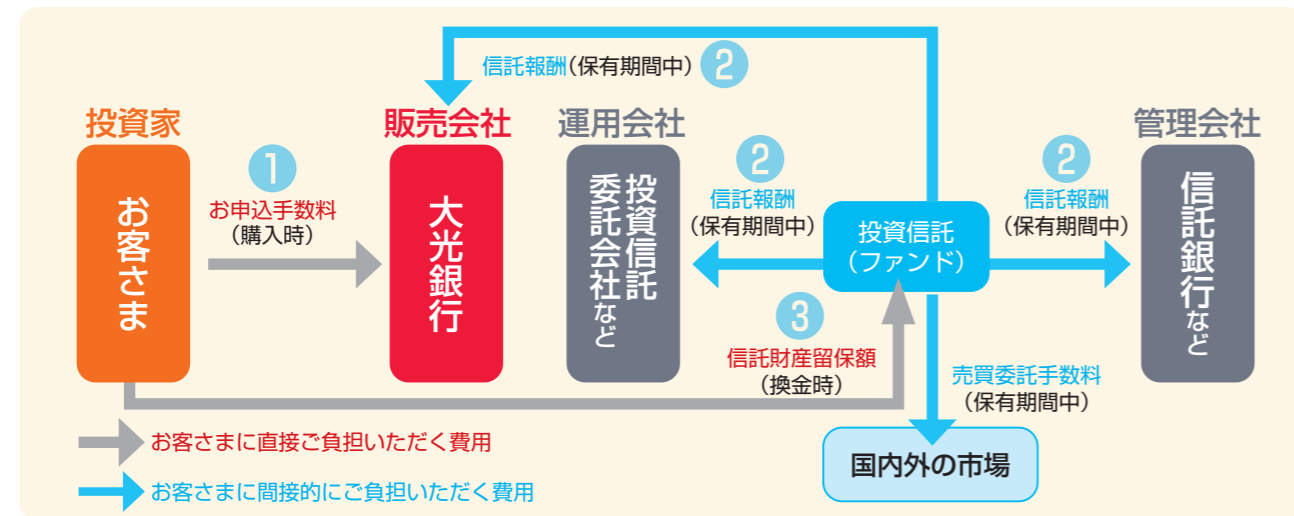 信託報酬(保有期間中) 2
投資家
販売会社
運用会社
管理会社
お客さま
1
お申込手数料
(購入時)
大光銀行
投資信託
委託会社など
2
信託報酬
(保有期間中)
投資信託
(ファンド)
2
信託報酬
(保有期間中)
信託銀行など
3
信託財産留保額
(換金時)
売買委託手数料
(保有期間中)
国内外の市場
お客さまに直接ご負担いただく費用
お客さまに間接的にご負担いただく費用